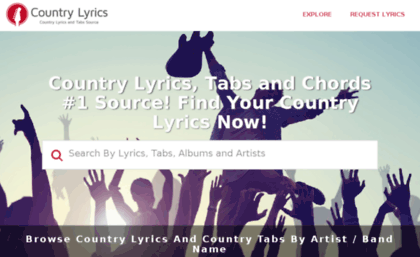 Country Lyrics
Country Lyrics and Tabs Source
EXPLORE
REQUEST LYRICS
Country Lyrics, Tabs and Chords
#1 Source! Find Your Country
Lyrics Now!
Search By Lyrics, Tabs, Albums and Artists
Browse Country Lyrics And Country Tabs By Artist / Band
Name